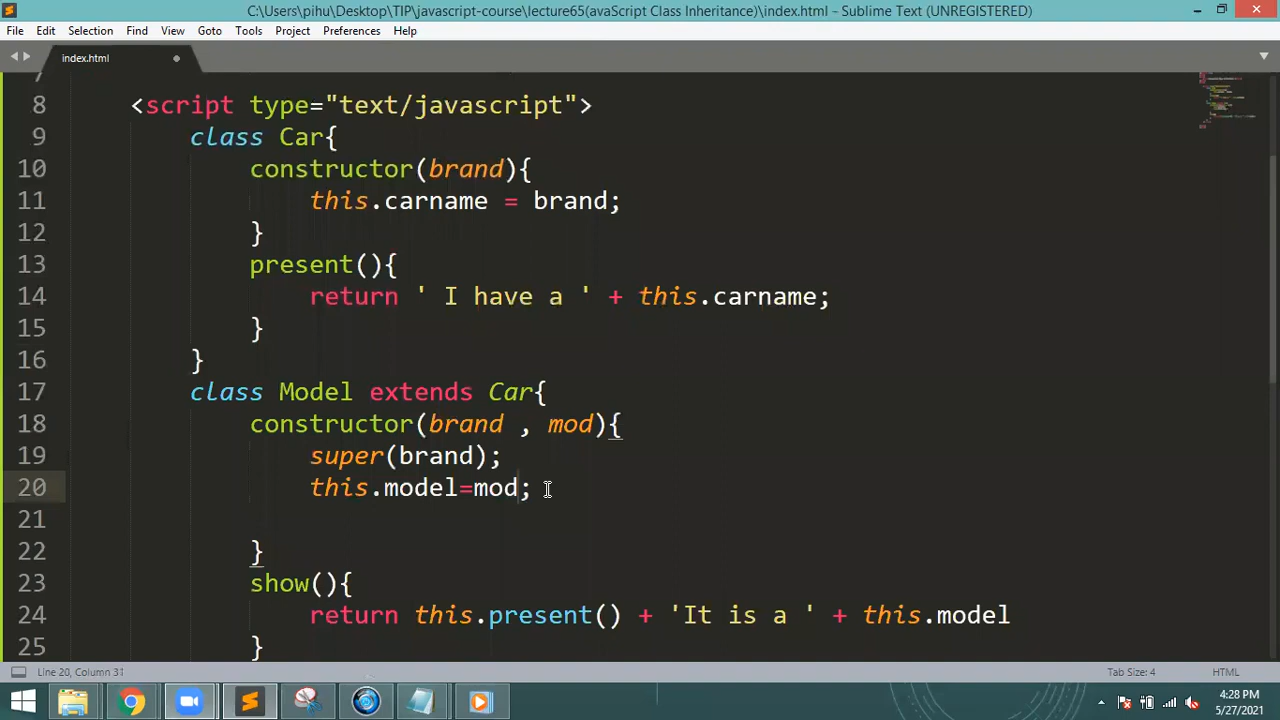 C:\Users\pihu\Desktop\TIP\javascript-course\lecture65(avaScript Class Inheritance)\index.html - Sublime Text (UNREGISTERED)
File Edit Selection Find View Goto Tools Project Preferences Help
index.html
7
8 <script type="text/javascript">
9 class Car{
10 constructor(brand){
11 this.carname = brand;
12 }
13 present(){
14 return ' I have a ' + this.carname;
15 }
16 }
17 class Model extends Car{
18 constructor(brand , mod){
19 super(brand);
20 this.model=mod;
21
22 }
23 show(){
24 return this.present() + 'It is a ' + this.model
25 }
Line 20, Column 31 Tab Size: 4 HTML
4:28 PM
5/27/2021